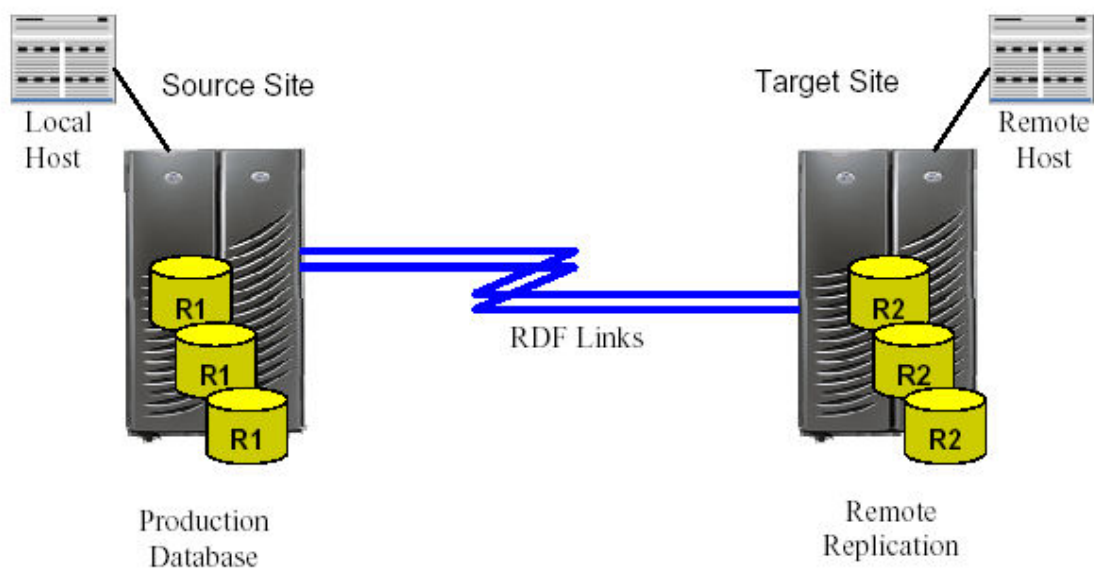 Source Site
Target Site
Local
Host
Remote
Host
R1
R1
R1
RDF Links
R2
R2
R2
Production
Database
Remote
Replication